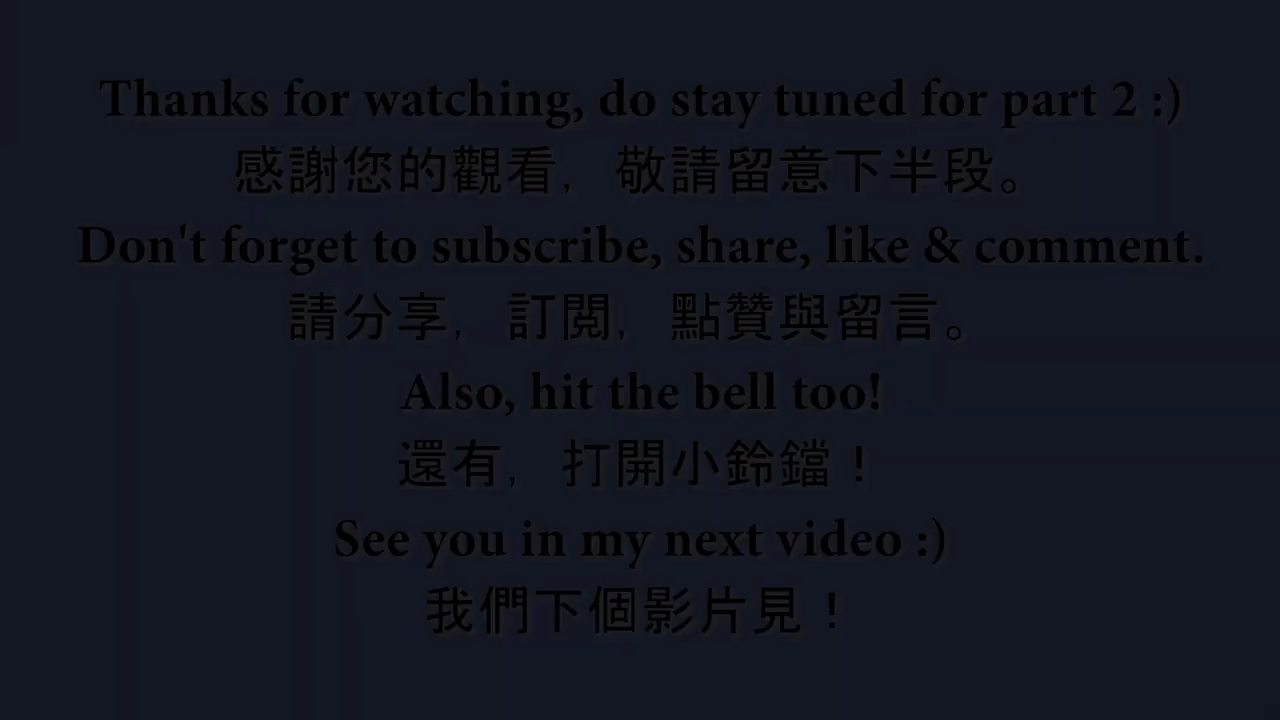 Thanks for watching, do stay tuned for part 2 :)
感謝您的觀看，敬請留意下半段。
Don't forget to subscribe, share, like & comment.
請分享，訂閱，點贊與留言。
Also, hit the bell too!
還有，打開小鈴鐺！
See you in my next video :)
我們下個影片見！